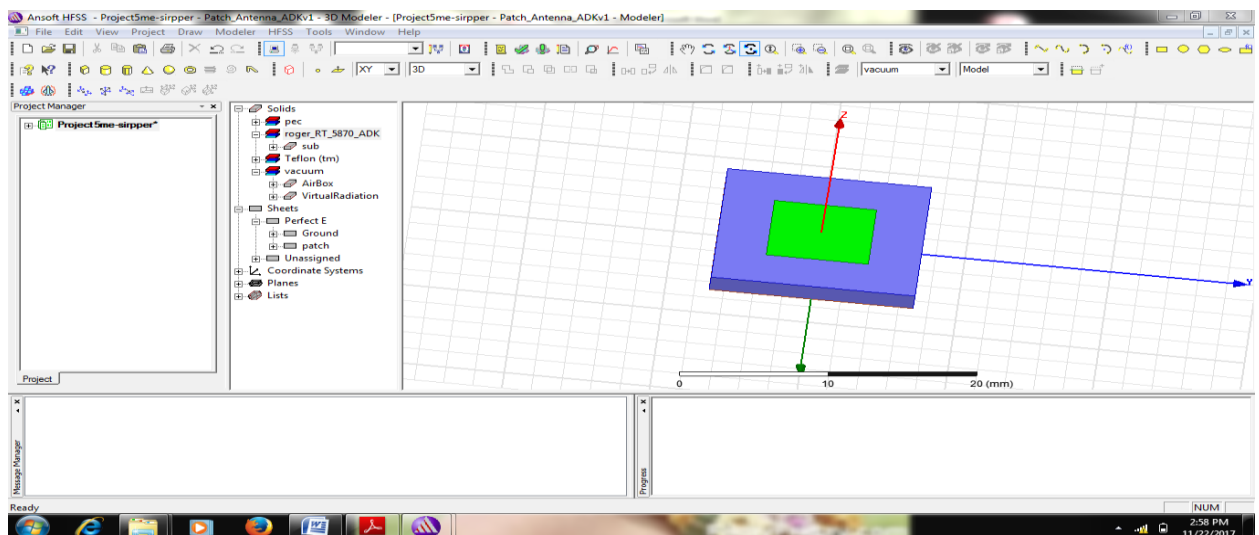 Ansoft HFSS - Project5me-sirpper - Patch_Antenna_ADKv1 - 3D Modeler - [Project5me-sirpper - Patch_Antenna_ADKv1 - Modeler]
File Edit View Project Draw Modeler HFSS Tools Window Help
XY 3D vacuum Model
Project Manager
Project5me-sirpper*
Project
Solids
pec
roger_RT_5870_ADK
sub
Teflon (tm)
vacuum
AirBox
VirtualRadiation
Sheets
Perfect E
Ground
patch
Unassigned
Coordinate Systems
Planes
Lists
Z
Y
0 10 20 (mm)
Message Manager
Progress
Ready
NUM
2:58 PM
11/22/2017